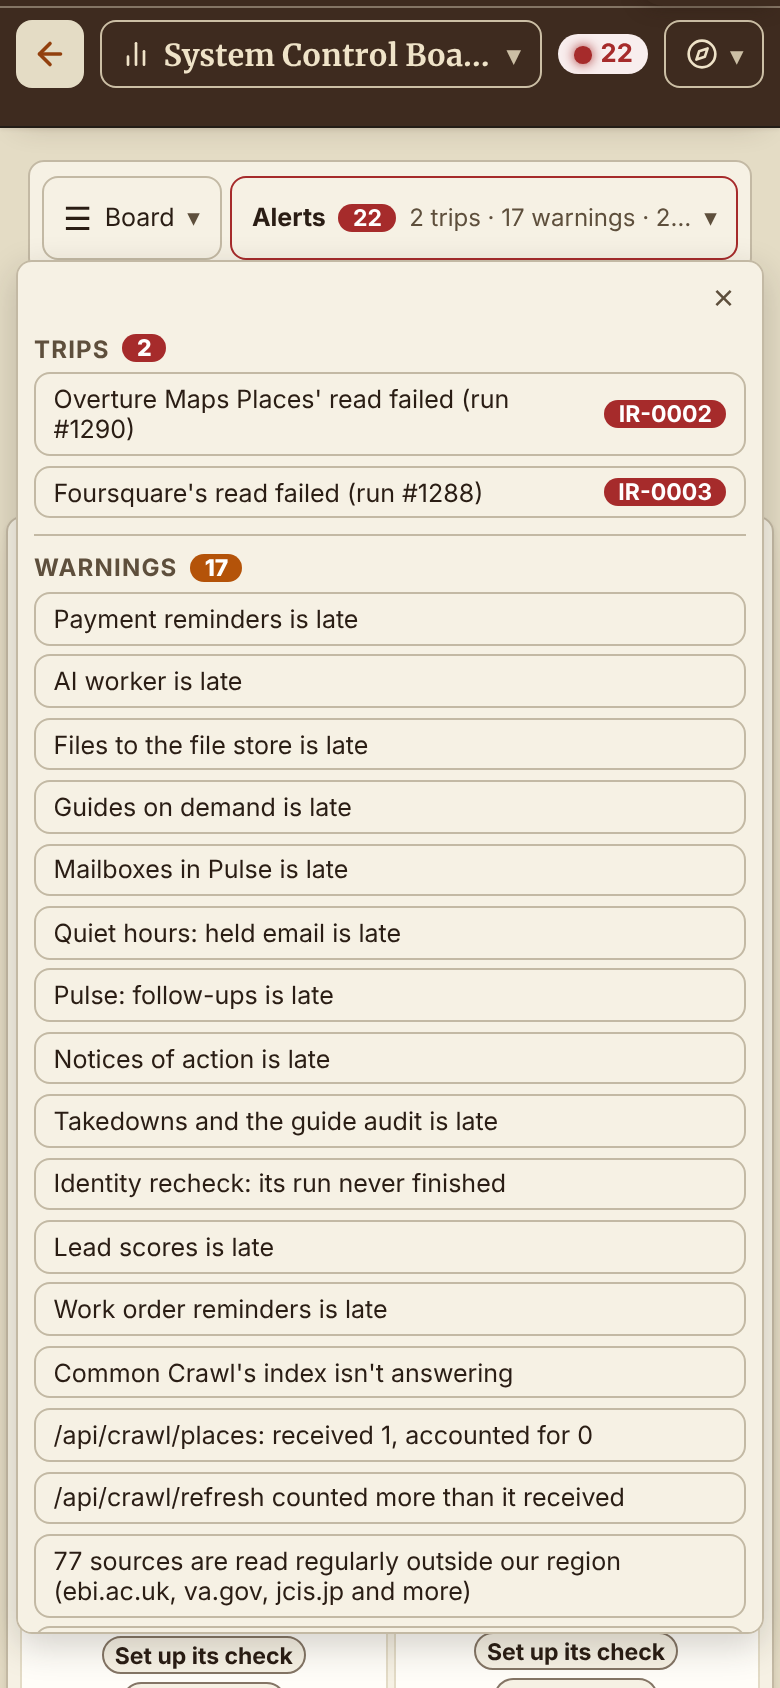 System Control Boa... ▾
22
▾
☰ Board ▾
Alerts 22 2 trips · 17 warnings · 2... ▾
×
TRIPS 2
Overture Maps Places' read failed (run
#1290)
IR-0002
Foursquare's read failed (run #1288)
IR-0003
WARNINGS 17
Payment reminders is late
AI worker is late
Files to the file store is late
Guides on demand is late
Mailboxes in Pulse is late
Quiet hours: held email is late
Pulse: follow-ups is late
Notices of action is late
Takedowns and the guide audit is late
Identity recheck: its run never finished
Lead scores is late
Work order reminders is late
Common Crawl's index isn't answering
/api/crawl/places: received 1, accounted for 0
/api/crawl/refresh counted more than it received
77 sources are read regularly outside our region
(ebi.ac.uk, va.gov, jcis.jp and more)
Set up its check
Set up its check